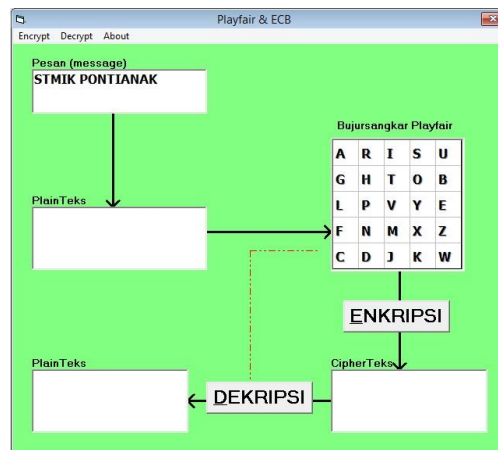 Playfair & ECB
Encrypt Decrypt About
Pesan (message)
STMIK PONTIANAK
Bujursangkar Playfair
A R I S U
G H T O B
L P V Y E
F N M X Z
C D J K W
PlainTeks
ENKRIPSI
PlainTeks
CipherTeks
DEKRIPSI